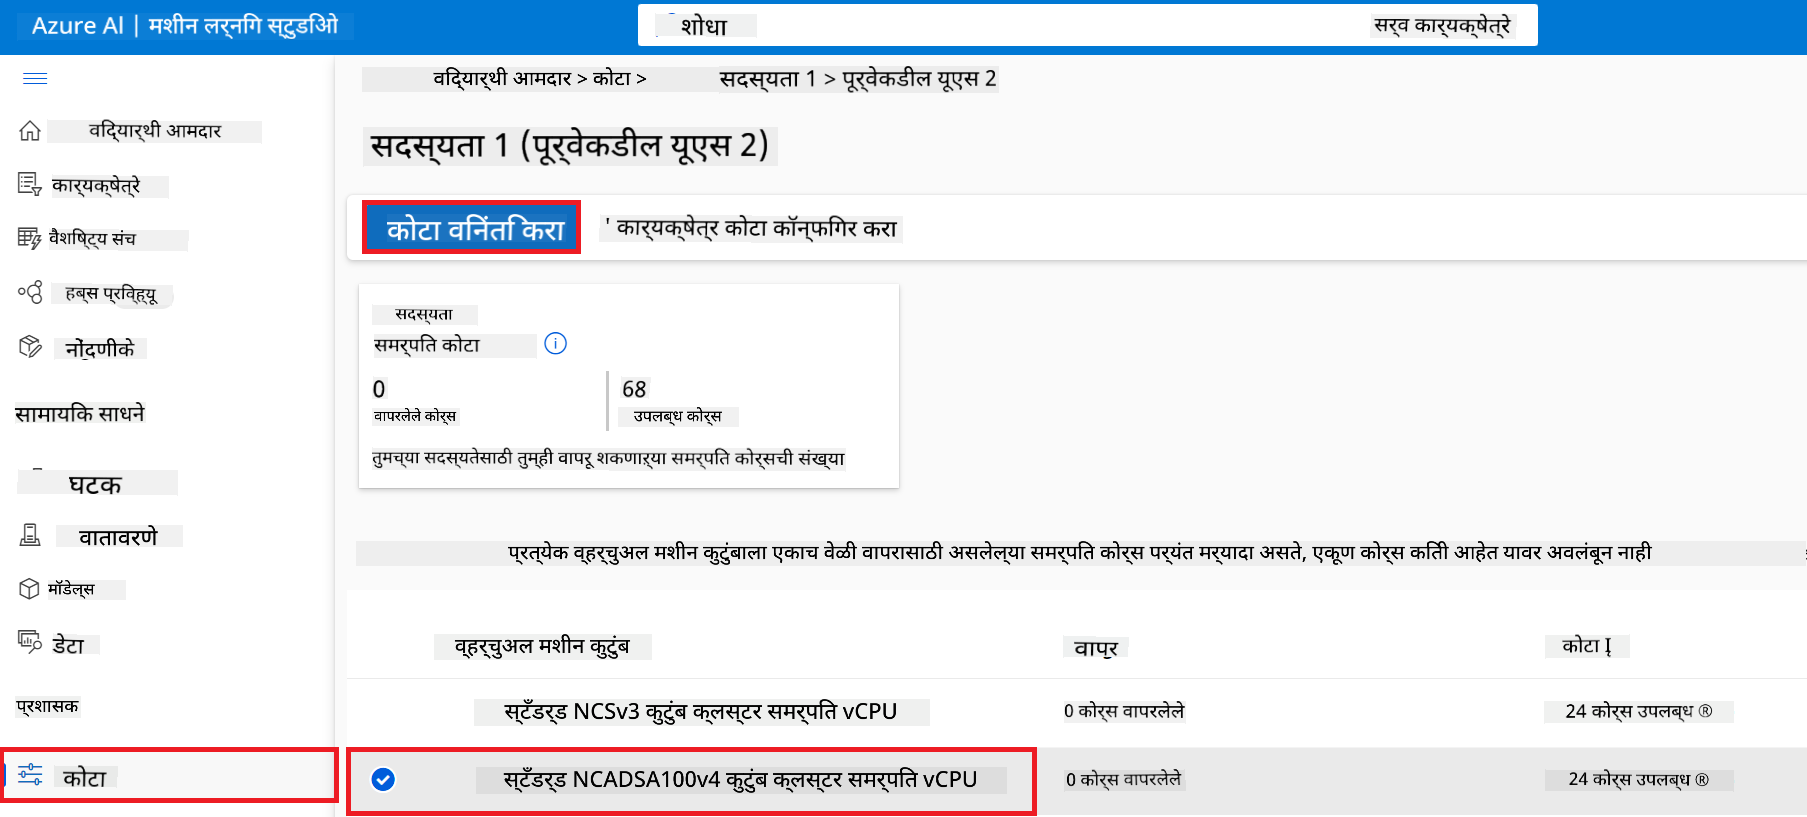 Azure AI | मशीन लर्निंग स्टुडिओ
शोधा
सर्व कार्यक्षेत्रे
विद्यार्थी आमदार > कोटा > सदस्यता 1 > पूर्वेकडील यूएस 2
विद्यार्थी आमदार
सदस्यता 1 (पूर्वेकडील यूएस 2)
कार्यक्षेत्रे
कोटा विनंती करा
' कार्यक्षेत्र कोटा कॉन्फिगर करा
वैशिष्ट्य संच
हब्स प्रिव्ह्यू
नोंदणीके
सदस्यता
समर्पित कोटा
0
वापरलेले कोर्स
68
उपलब्ध कोर्स
तुमच्या सदस्यतेसाठी तुम्ही वापरू शकणाऱ्या समर्पित कोर्सची संख्या
सामायिक साधने
घटक
वातावरणे
मॉडेल्स
डेटा
प्रशासक
कोटा
प्रत्येक व्हर्च्युअल मशीन कुटुंबाला एकाच वेळी वापरासाठी असलेल्या समर्पित कोर्स पर्यंत मर्यादा असते, एकूण कोर्स किती आहेत यावर अवलंबून नाही
व्हर्चुअल मशीन कुटुंब
वापर
कोटा
स्टँडर्ड NCSv3 कुटुंब क्लस्टर समर्पित vCPU
0 कोर्स वापरलेले
24 कोर्स उपलब्ध ®
स्टँडर्ड NCADSA100v4 कुटुंब क्लस्टर समर्पित vCPU
0 कोर्स वापरलेले
24 कोर्स उपलब्ध ®